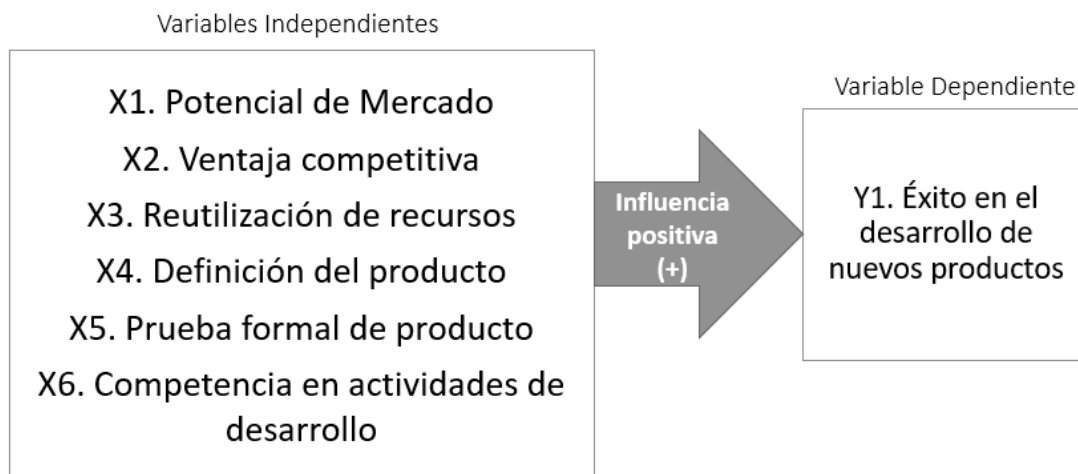 Variables Independientes
X1. Potencial de Mercado
X2. Ventaja competitiva
X3. Reutilización de recursos
X4. Definición del producto
X5. Prueba formal de producto
X6. Competencia en actividades de
desarrollo
Influencia
positiva
(+)
Variable Dependiente
Y1. Éxito en el
desarrollo de
nuevos productos